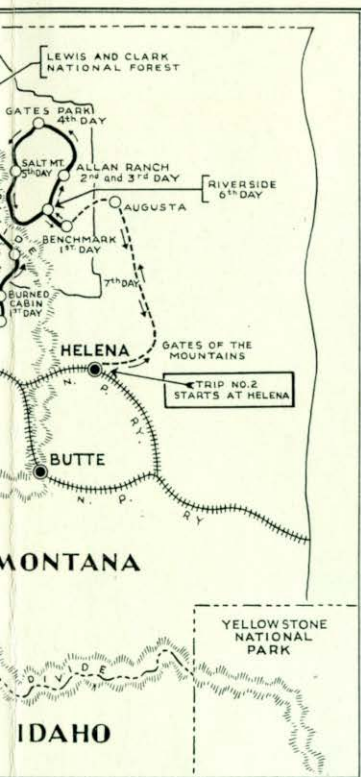 LEWIS AND CLARK
NATIONAL FOREST
GATES PARK
4th DAY
SALT MT.
5th DAY
ALLAN RANCH
2nd and 3rd DAY
RIVERSIDE
6th DAY
AUGUSTA
BENCHMARK
1ST. DAY
D E
7th DAY
BURNED
CABIN
1ST DAY
HELENA
GATES OF THE
MOUNTAINS
N. P. RY.
TRIP NO.2
STARTS AT HELENA
BUTTE
N. P. RY
MONTANA
YELLOWSTONE
NATIONAL
PARK
DIVIDE
IDAHO